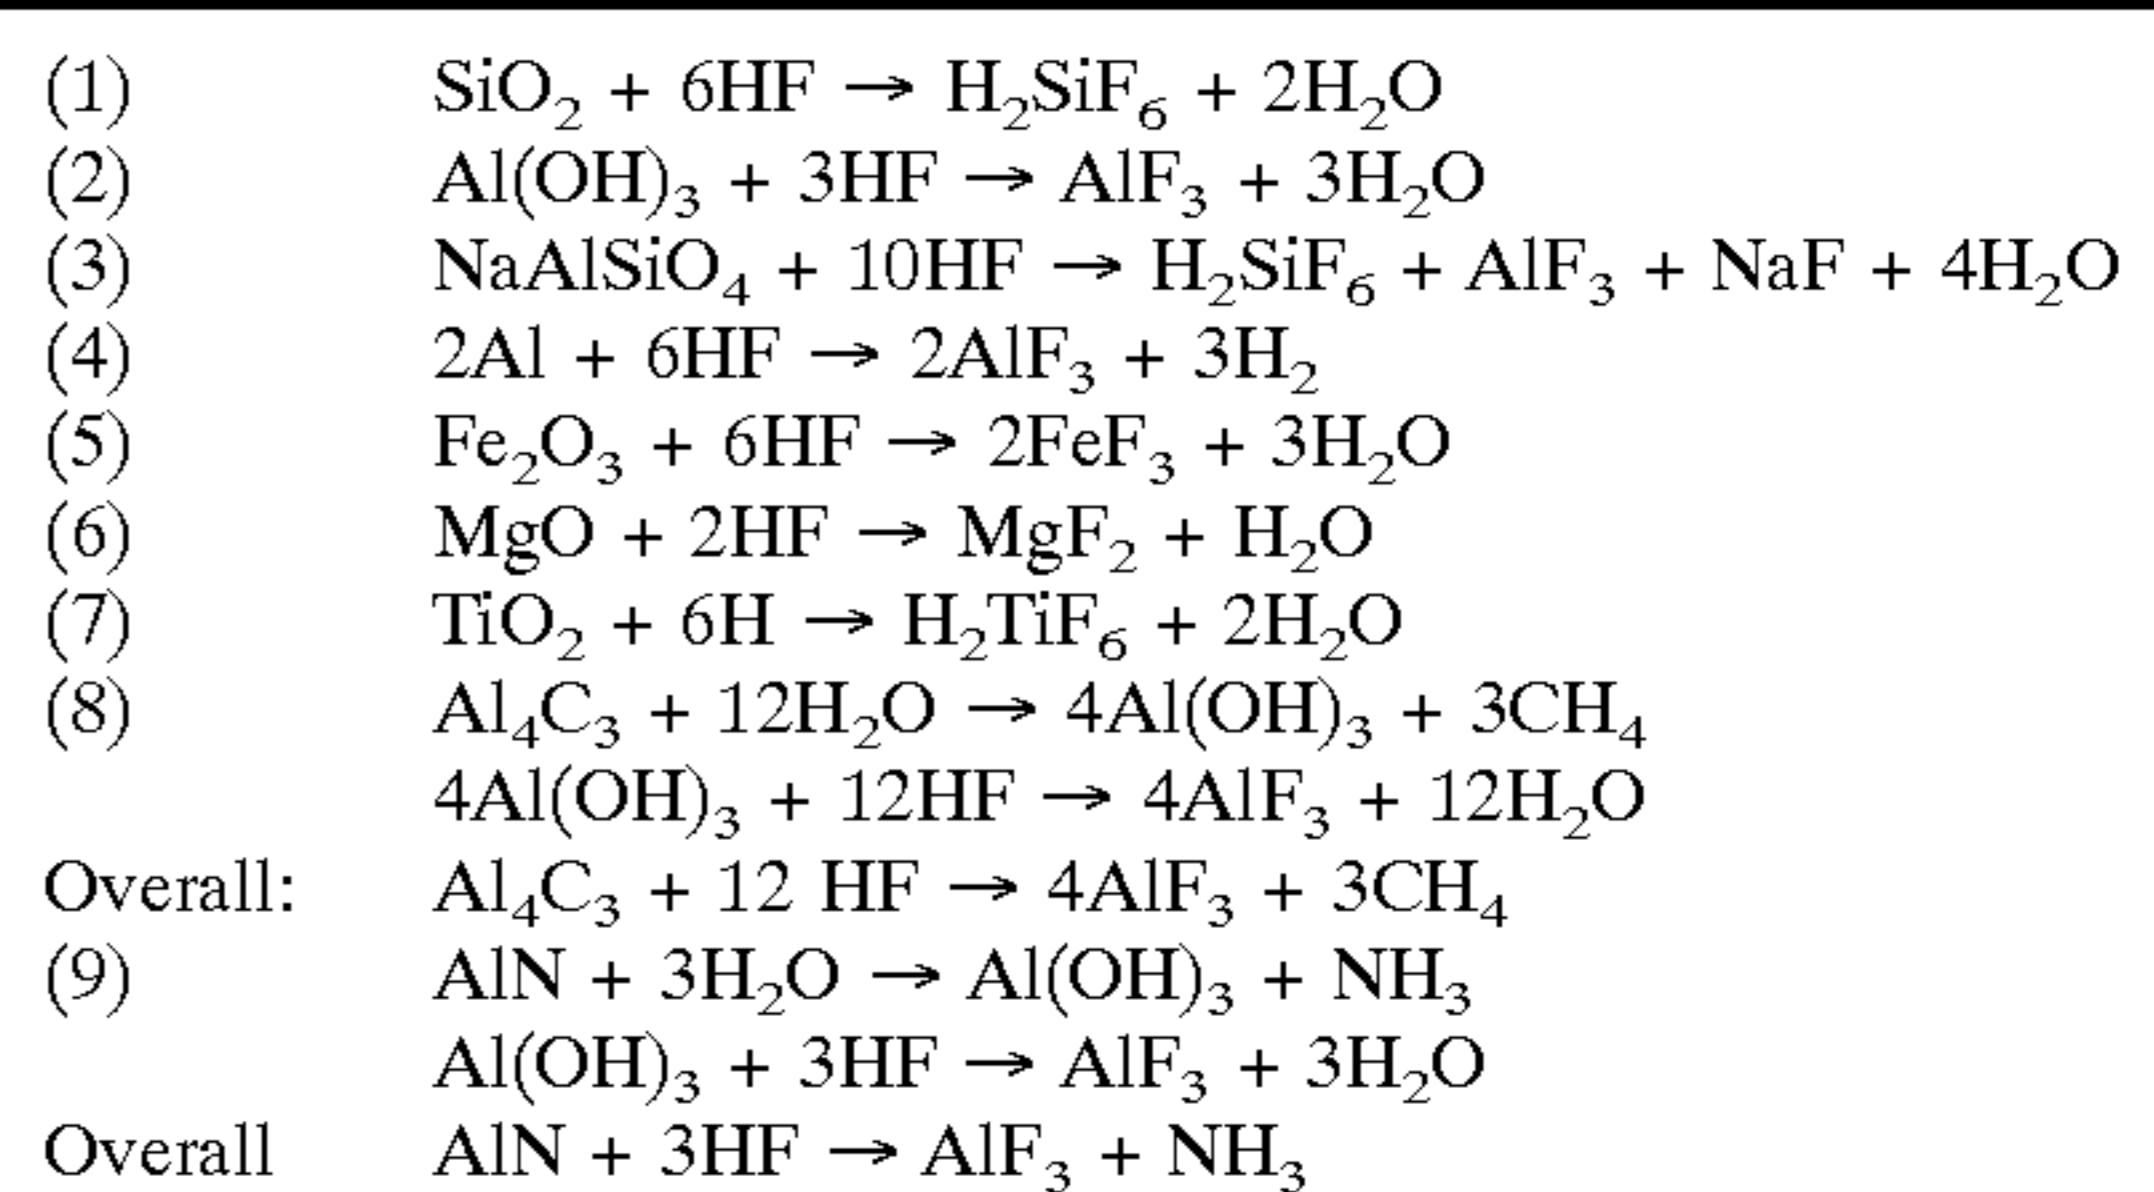 (1) SiO₂ + 6HF → H₂SiF₆ + 2H₂O
(2) Al(OH)₃ + 3HF → AlF₃ + 3H₂O
(3) NaAlSiO₄ + 10HF → H₂SiF₆ + AlF₃ + NaF + 4H₂O
(4) 2Al + 6HF → 2AlF₃ + 3H₂
(5) Fe₂O₃ + 6HF → 2FeF₃ + 3H₂O
(6) MgO + 2HF → MgF₂ + H₂O
(7) TiO₂ + 6H → H₂TiF₆ + 2H₂O
(8) Al₄C₃ + 12H₂O → 4Al(OH)₃ + 3CH₄
4Al(OH)₃ + 12HF → 4AlF₃ + 12H₂O
Overall: Al₄C₃ + 12 HF → 4AlF₃ + 3CH₄
(9) AlN + 3H₂O → Al(OH)₃ + NH₃
Al(OH)₃ + 3HF → AlF₃ + 3H₂O
Overall AlN + 3HF → AlF₃ + NH₃